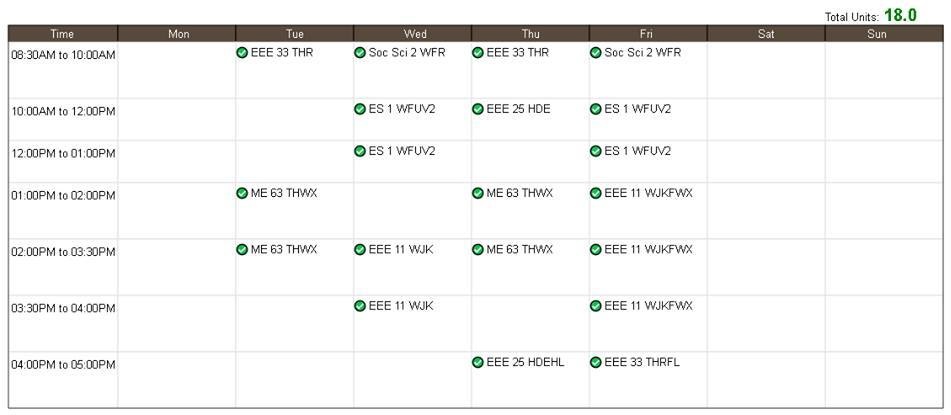 Total Units: 18.0
Time Mon Tue Wed Thu Fri Sat Sun
08:30AM to 10:00AM EEE 33 THR Soc Sci 2 WFR EEE 33 THR Soc Sci 2 WFR
10:00AM to 12:00PM ES 1 WFUV2 EEE 25 HDE ES 1 WFUV2
12:00PM to 01:00PM ES 1 WFUV2 ES 1 WFUV2
01:00PM to 02:00PM ME 63 THWX ME 63 THWX EEE 11 WJKFWX
02:00PM to 03:30PM ME 63 THWX EEE 11 WJK ME 63 THWX EEE 11 WJKFWX
03:30PM to 04:00PM EEE 11 WJK EEE 11 WJKFWX
04:00PM to 05:00PM EEE 25 HDEHL EEE 33 THRFL